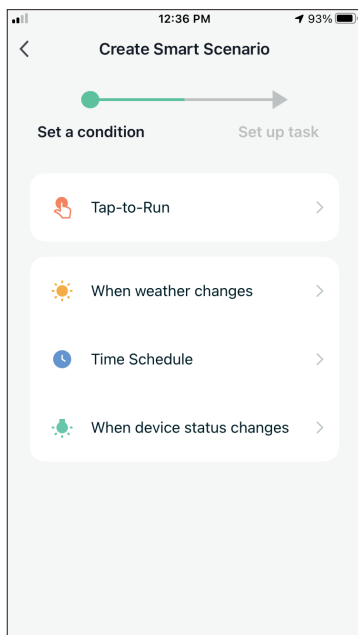 12:36 PM 93%
Create Smart Scenario
Set a condition Set up task
Tap-to-Run
When weather changes
Time Schedule
When device status changes